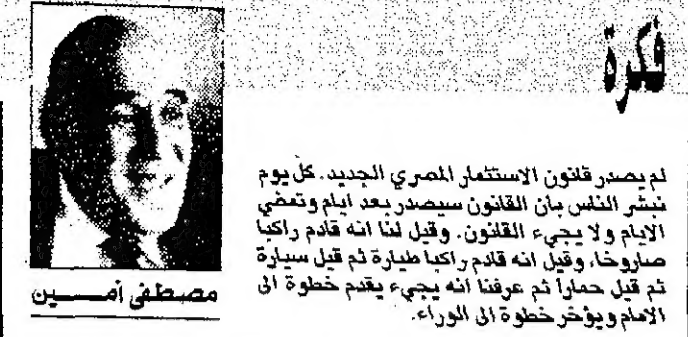 فكرة
لم يصدر قانون الاستثمار المصري الجديد. كل يوم
نبشر الناس بان القانون سيصدر بعد ايام وتمضي
الايام ولا يجيء القانون. وقيل لنا انه قادم راكبا
صاروخا، وقيل انه قادم راكبا طيارة ثم قيل سيارة
ثم قيل حماراً ثم عرفنا انه يجيء يقدم خطوة الى
الامام ويؤخر خطوة الى الوراء.
مصطفى أمــــين